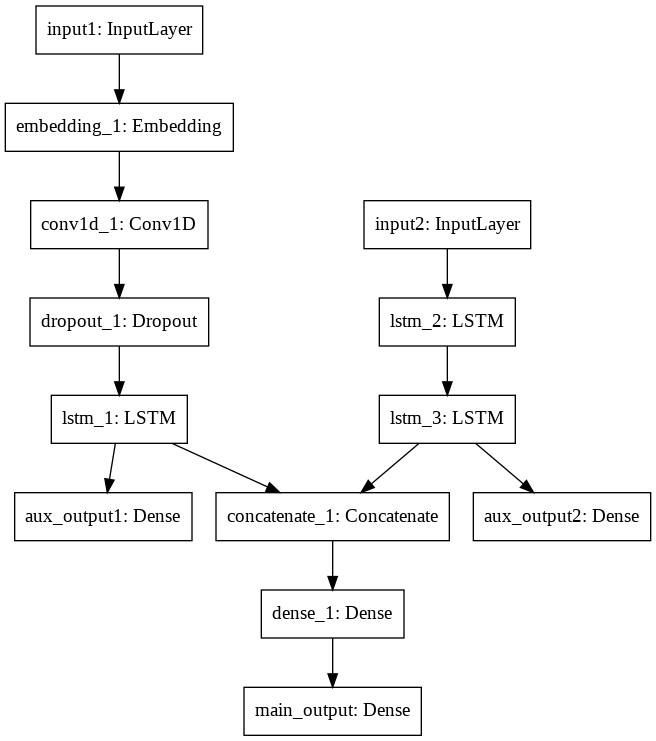 input1: InputLayer
embedding_1: Embedding
conv1d_1: Conv1D
input2: InputLayer
dropout_1: Dropout
lstm_2: LSTM
lstm_1: LSTM
lstm_3: LSTM
aux_output1: Dense
concatenate_1: Concatenate
aux_output2: Dense
dense_1: Dense
main_output: Dense